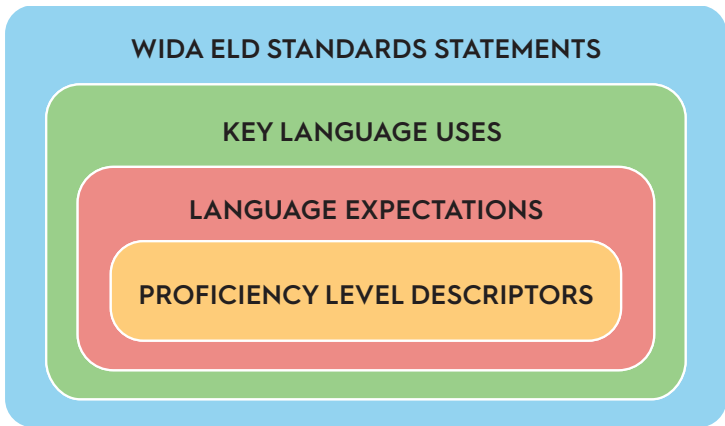 WIDA ELD STANDARDS STATEMENTS
KEY LANGUAGE USES
LANGUAGE EXPECTATIONS
PROFICIENCY LEVEL DESCRIPTORS